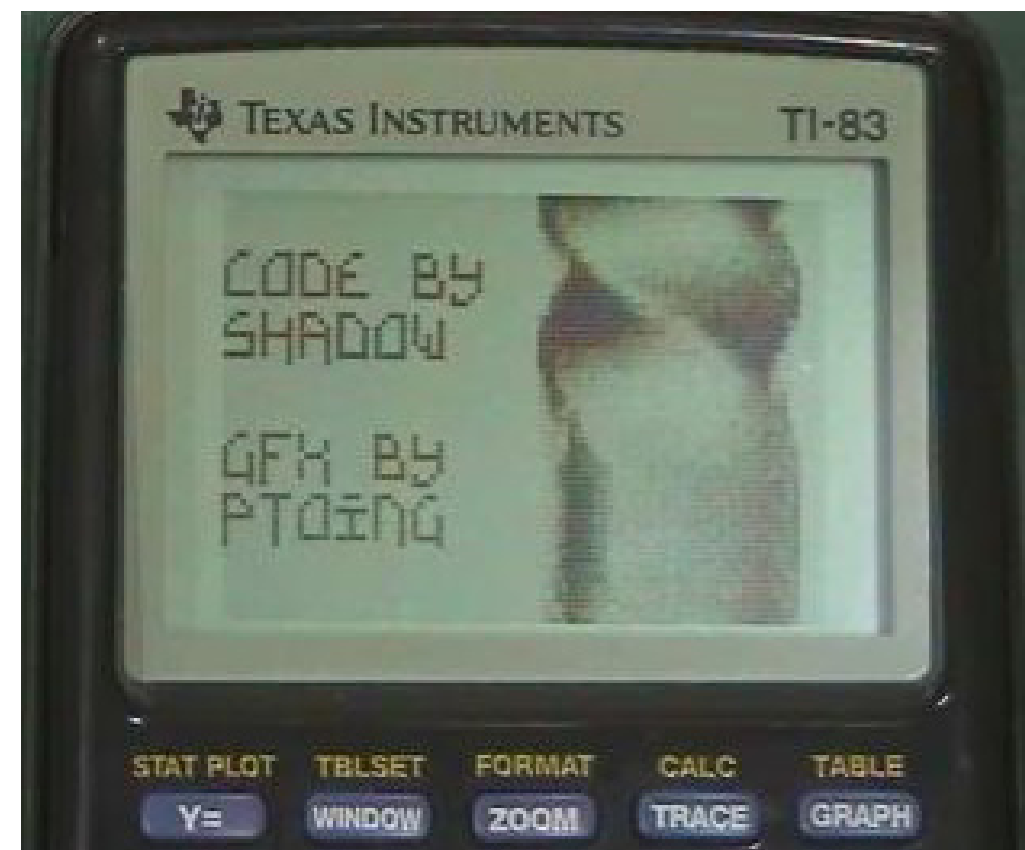 TEXAS INSTRUMENTS TI-83
CODE BY
SHADOW
GFX BY
PTOING
STAT PLOT TBLSET FORMAT CALC TABLE
Y= WINDOW ZOOM TRACE GRAPH